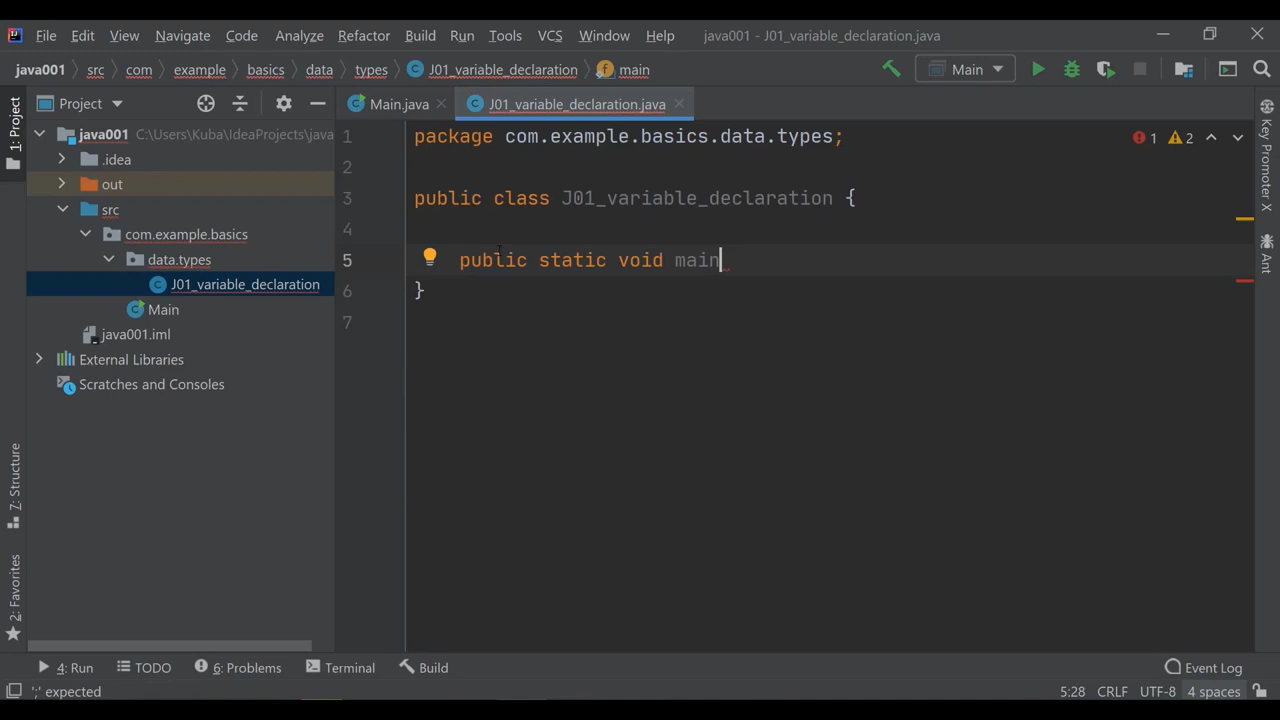 File Edit View Navigate Code Analyze Refactor Build Run Tools VCS Window Help java001 - J01_variable_declaration.java
java001 src com example basics data types J01_variable_declaration main Main
Project Main.java J01_variable_declaration.java
1: Project
java001 C:\Users\Kuba\IdeaProjects\java
.idea
out
src
com.example.basics
data.types
J01_variable_declaration
Main
java001.iml
External Libraries
Scratches and Consoles
1 package com.example.basics.data.types;
2
3 public class J01_variable_declaration {
4
5 public static void main
6 }
7
1 2
Key Promoter X
Ant
7: Structure
2: Favorites
4: Run TODO 6: Problems Terminal Build Event Log
';' expected 5:28 CRLF UTF-8 4 spaces